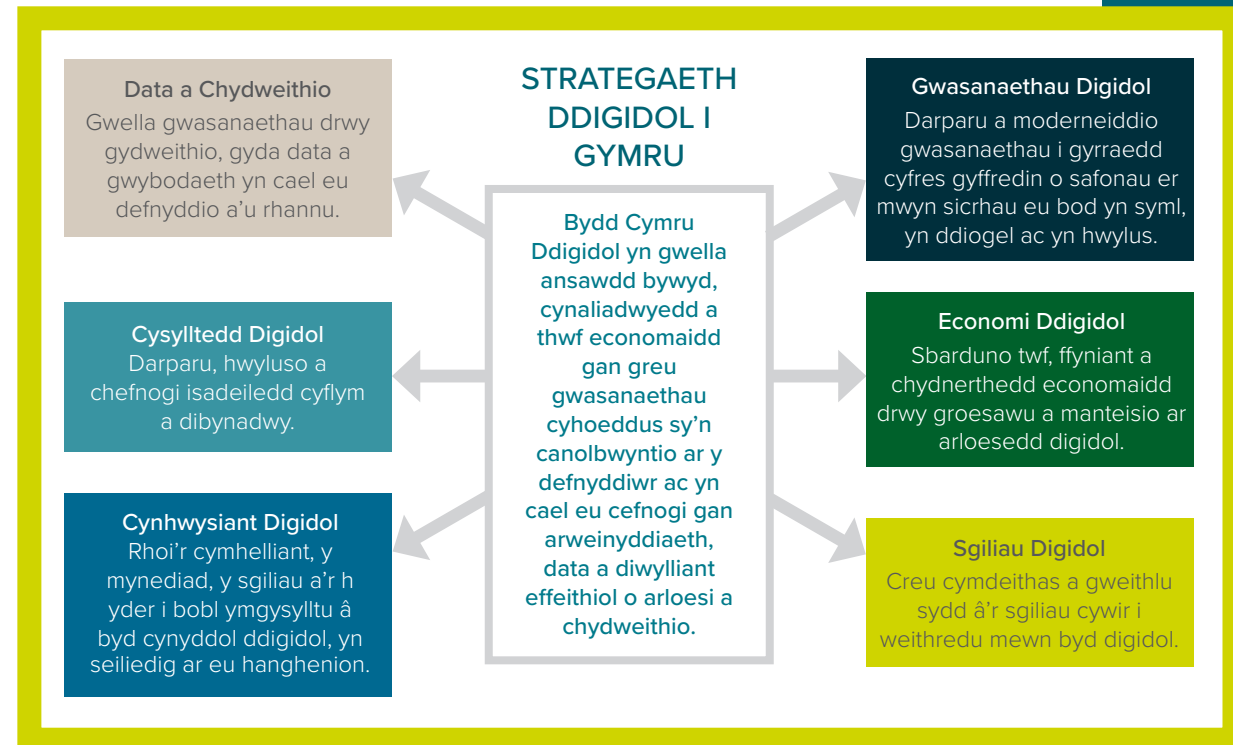 Data a Chydweithio
Gwella gwasanaethau drwy
gydweithio, gyda data a
gwybodaeth yn cael eu
defnyddio a'u rhannu.
Cysylltedd Digidol
Darparu, hwyluso a
chefnogi isadeiledd cyflym
a dibynadwy.
Cynhwysiant Digidol
Rhoi'r cymhelliant, y
mynediad, y sgiliau a'r h
yder i bobl ymgysylltu â
byd cynyddol ddigidol, yn
seiliedig ar eu hanghenion.
STRATEGAETH
DDIGIDOL I
GYMRU
Bydd Cymru
Ddigidol yn gwella
ansawdd bywyd,
cynaliadwyedd a
thwf economaidd
gan greu
gwasanaethau
cyhoeddus sy'n
canolbwyntio ar y
defnyddiwr ac yn
cael eu cefnogi gan
arweinyddiaeth,
data a diwylliant
effeithiol o arloesi a
chydweithio.
Gwasanaethau Digidol
Darparu a moderneiddio
gwasanaethau i gyrraedd
cyfres gyffredin o safonau er
mwyn sicrhau eu bod yn syml,
yn ddiogel ac yn hwylus.
Economi Ddigidol
Sbarduno twf, ffyniant a
chydnerthedd economaidd
drwy groesawu a manteisio ar
arloesedd digidol.
Sgiliau Digidol
Creu cymdeithas a gweithlu
sydd â'r sgiliau cywir i
weithredu mewn byd digidol.